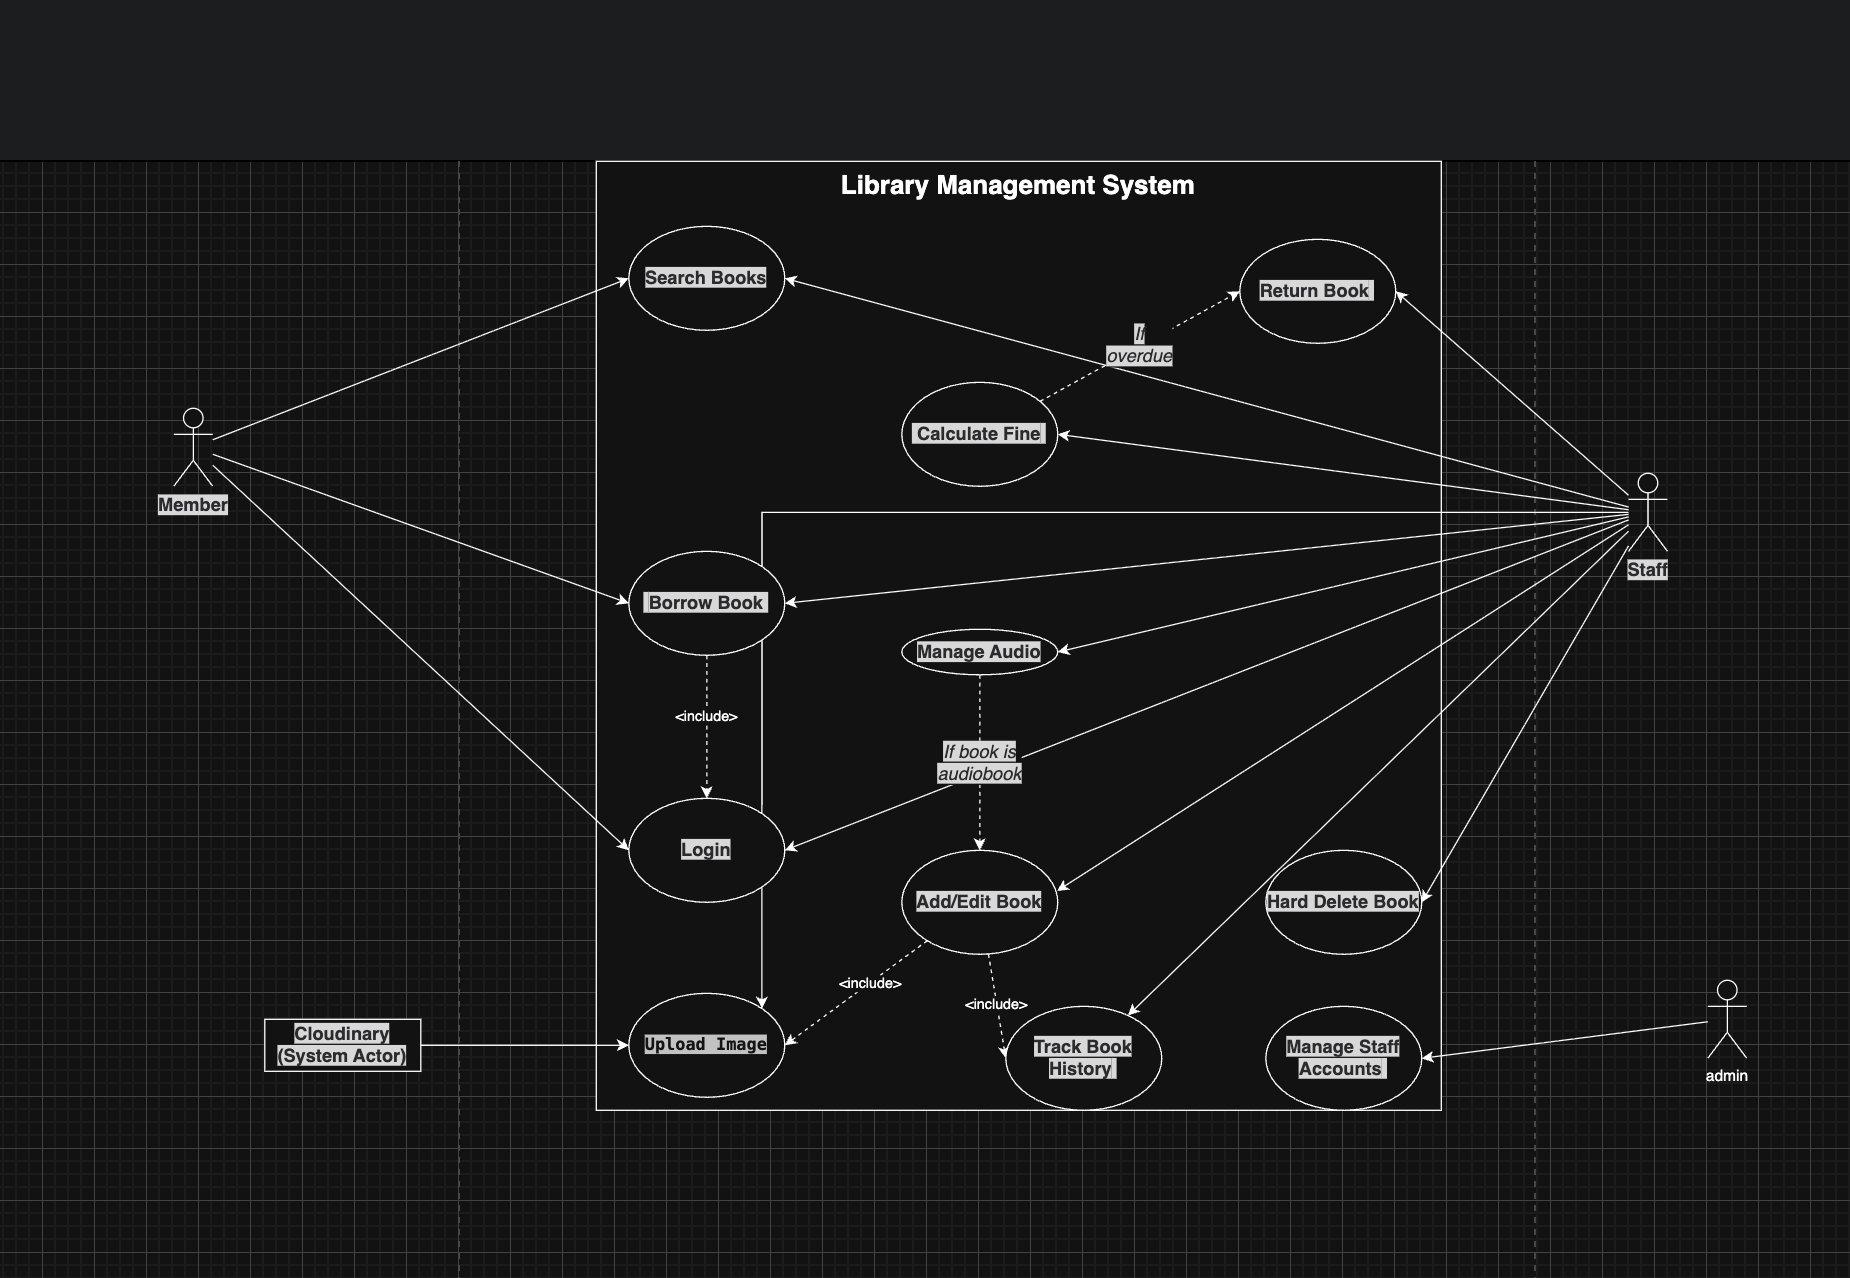 Library Management System
Search Books
Return Book
If
overdue
Calculate Fine
Member
Staff
Borrow Book
Manage Audio
<include>
If book is
audiobook
Login
Add/Edit Book
Hard Delete Book
<include>
<include>
Cloudinary
(System Actor)
Upload Image
Track Book
History
Manage Staff
Accounts
admin